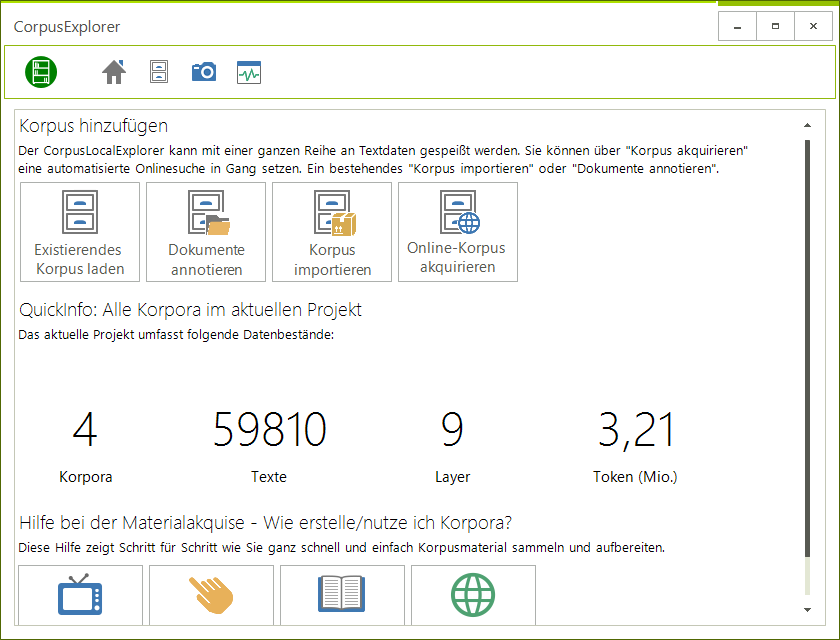 CorpusExplorer
Korpus hinzufügen
Der CorpusLocalExplorer kann mit einer ganzen Reihe an Textdaten gespeißt werden. Sie können über "Korpus akquirieren"
eine automatisierte Onlinesuche in Gang setzen. Ein bestehendes "Korpus importieren" oder "Dokumente annotieren".
Existierendes
Korpus laden
Dokumente
annotieren
Korpus
importieren
Online-Korpus
akquirieren
QuickInfo: Alle Korpora im aktuellen Projekt
Das aktuelle Projekt umfasst folgende Datenbestände:
4
59810
9
3,21
Korpora
Texte
Layer
Token (Mio.)
Hilfe bei der Materialakquise - Wie erstelle/nutze ich Korpora?
Diese Hilfe zeigt Schritt für Schritt wie Sie ganz schnell und einfach Korpusmaterial sammeln und aufbereiten.